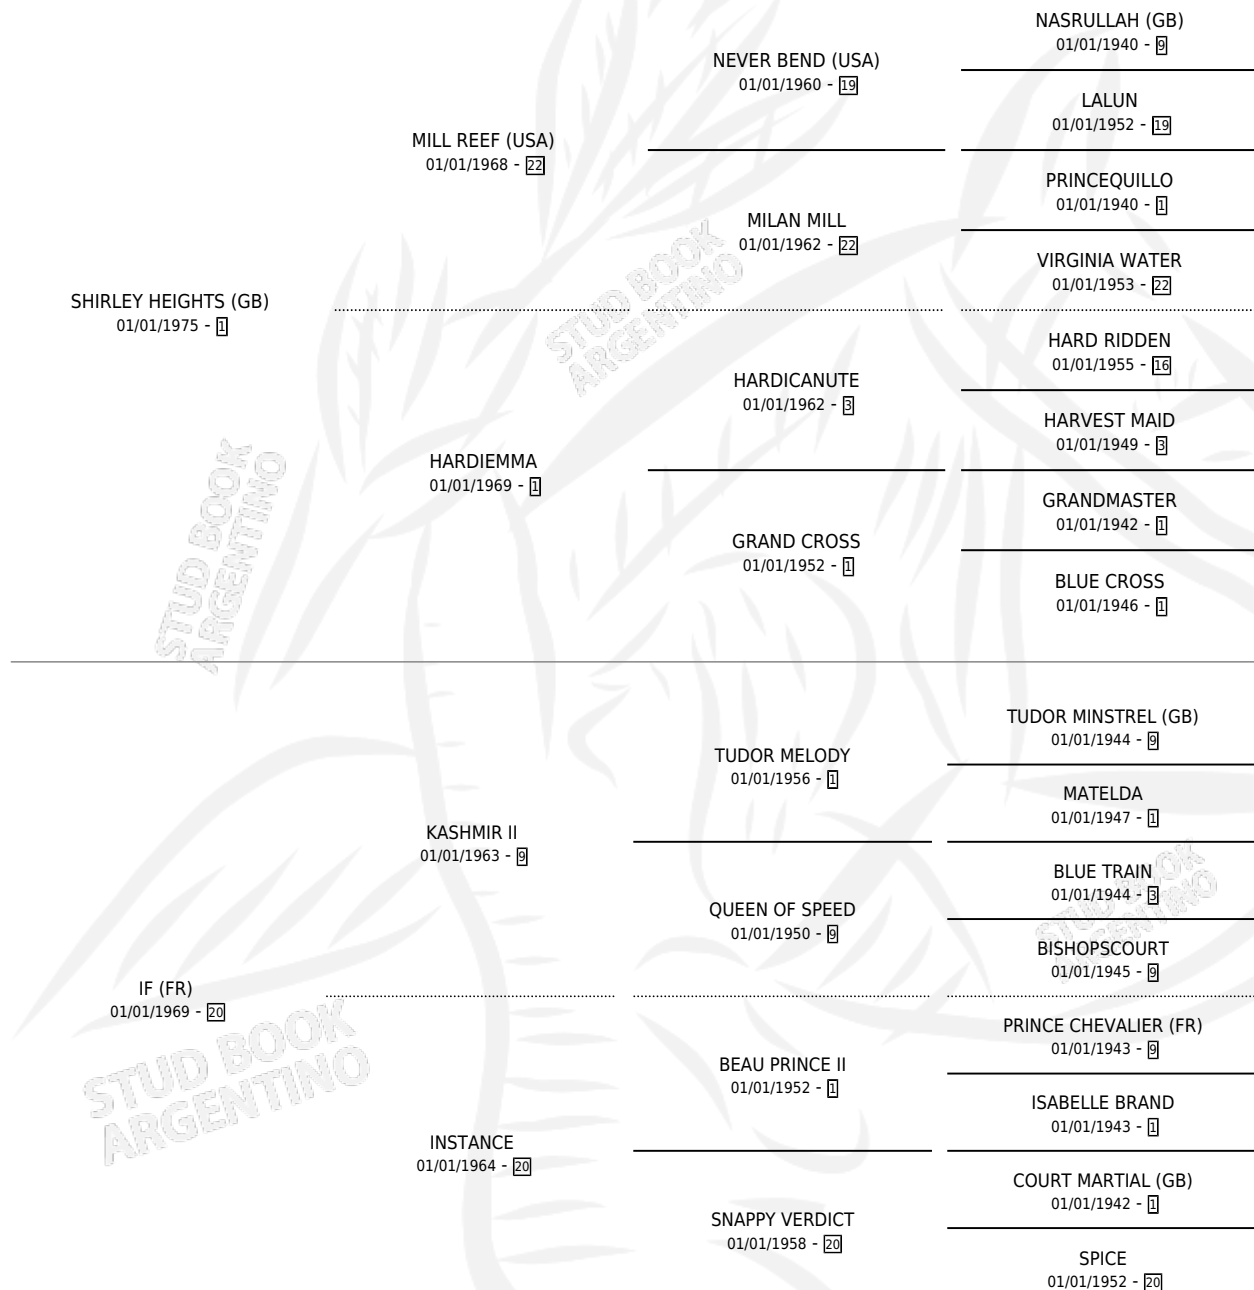 NASRULLAH (GB)
01/01/1940 - 9
NEVER BEND (USA)
01/01/1960 - 19
LALUN
01/01/1952 - 19
MILL REEF (USA)
01/01/1968 - 22
PRINCEQUILLO
01/01/1940 - 1
MILAN MILL
01/01/1962 - 22
VIRGINIA WATER
01/01/1953 - 22
SHIRLEY HEIGHTS (GB)
01/01/1975 - 1
HARD RIDDEN
01/01/1955 - 16
HARDICANUTE
01/01/1962 - 3
HARVEST MAID
01/01/1949 - 3
HARDIEMMA
01/01/1969 - 1
GRANDMASTER
01/01/1942 - 1
GRAND CROSS
01/01/1952 - 1
BLUE CROSS
01/01/1946 - 1
TUDOR MINSTREL (GB)
01/01/1944 - 9
TUDOR MELODY
01/01/1956 - 1
MATELDA
01/01/1947 - 1
KASHMIR II
01/01/1963 - 9
BLUE TRAIN
01/01/1944 - 3
QUEEN OF SPEED
01/01/1950 - 9
BISHOPSCOURT
01/01/1945 - 9
IF (FR)
01/01/1969 - 20
PRINCE CHEVALIER (FR)
01/01/1943 - 9
BEAU PRINCE II
01/01/1952 - 1
ISABELLE BRAND
01/01/1943 - 1
INSTANCE
01/01/1964 - 20
COURT MARTIAL (GB)
01/01/1942 - 1
SNAPPY VERDICT
01/01/1958 - 20
SPICE
01/01/1952 - 20
STUD BOOK
ARGENTINO
STUD BOOK
ARGENTINO
STUD BOOK
ARGENTINO
STUD BOOK
ARGENTINO